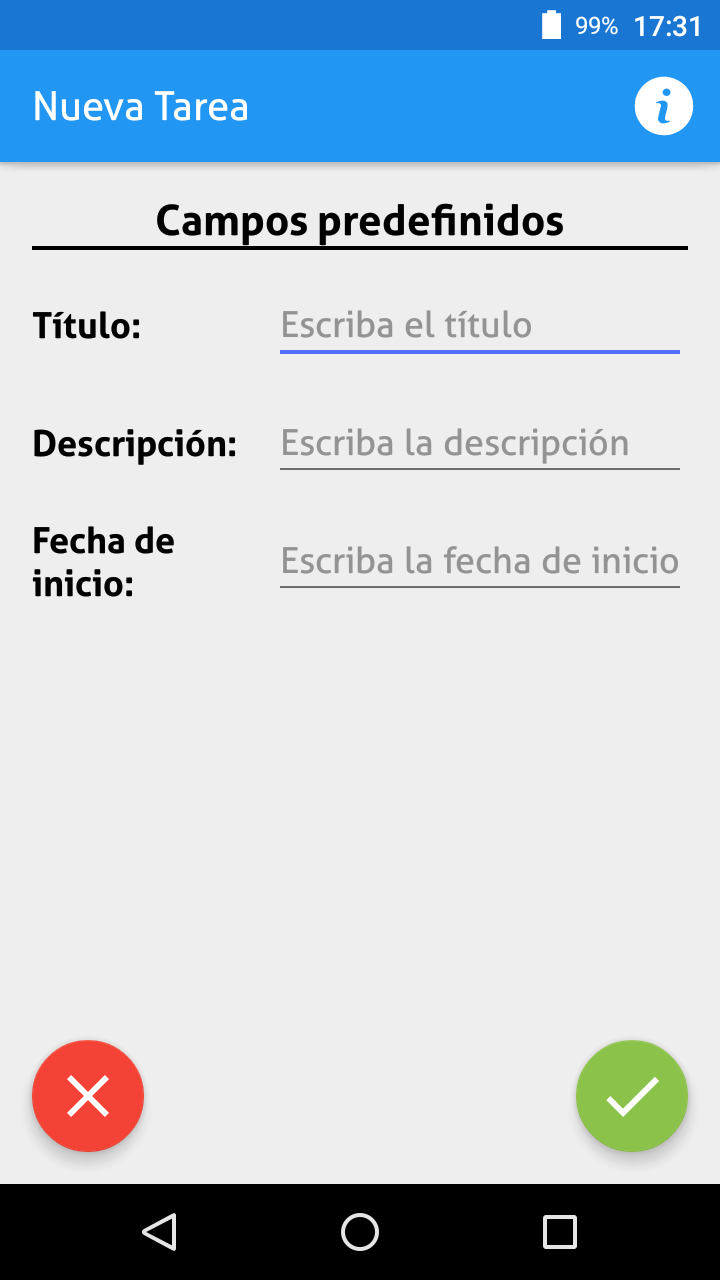 99% 17:31
Nueva Tarea
Campos predefinidos
Título: Escriba el título
Descripción: Escriba la descripción
Fecha de
inicio: Escriba la fecha de inicio